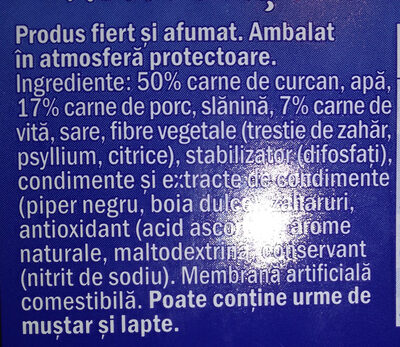 Produs fiert și afumat. Ambalat
în atmosferă protectoare.
Ingrediente: 50% carne de curcan, apă,
17% carne de porc, slănină, 7% carne de
vită, sare, fibre vegetale (trestie de zahăr,
psyllium, citrice), stabilizator (difosfați),
condimente și extracte de condimente
(piper negru, boia dulce), zaharuri,
antioxidant (acid ascorbic), arome
naturale, maltodextrină, conservant
(nitrit de sodiu). Membrană artificială
comestibilă. Poate conține urme de
muștar și lapte.